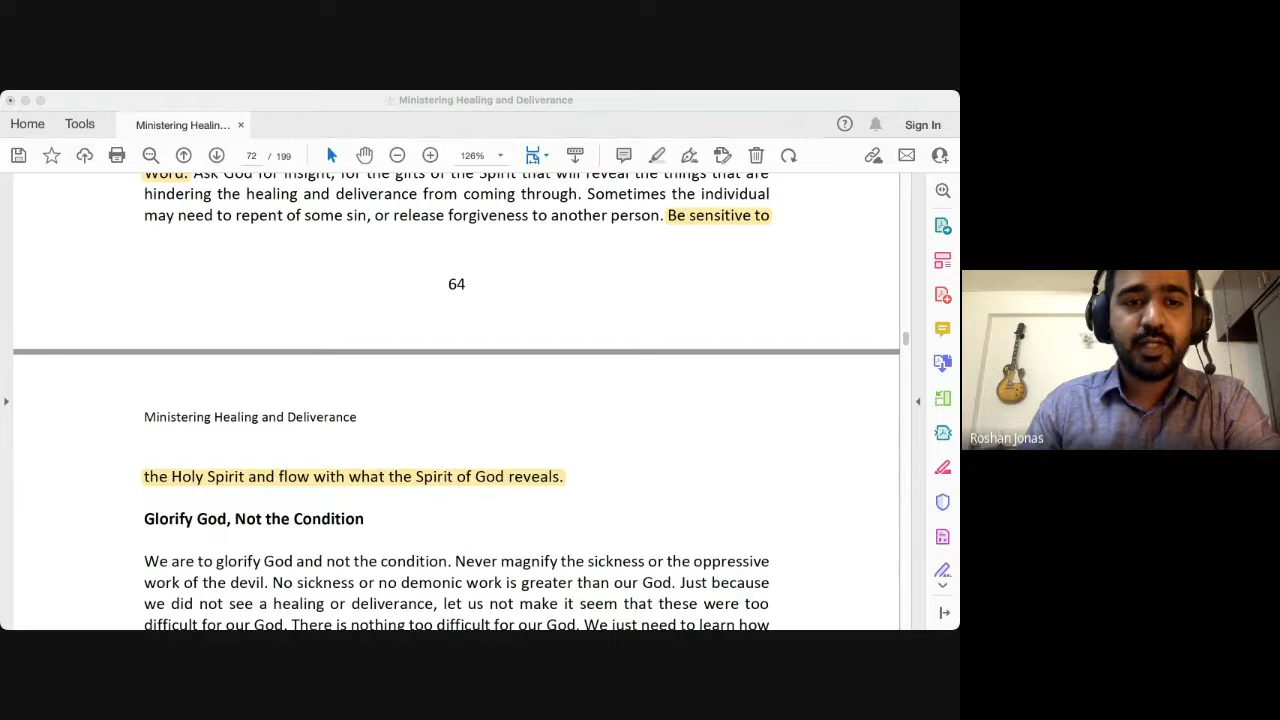 Ministering Healing and Deliverance
Home Tools Ministering Healin... × Sign In
72 / 199 126%
Word. Ask God for insight, for the gifts of the Spirit that will reveal the things that are
hindering the healing and deliverance from coming through. Sometimes the individual
may need to repent of some sin, or release forgiveness to another person. Be sensitive to
64
Ministering Healing and Deliverance
the Holy Spirit and flow with what the Spirit of God reveals.
Glorify God, Not the Condition
We are to glorify God and not the condition. Never magnify the sickness or the oppressive
work of the devil. No sickness or no demonic work is greater than our God. Just because
we did not see a healing or deliverance, let us not make it seem that these were too
difficult for our God. There is nothing too difficult for our God. We just need to learn how
Roshan Jonas